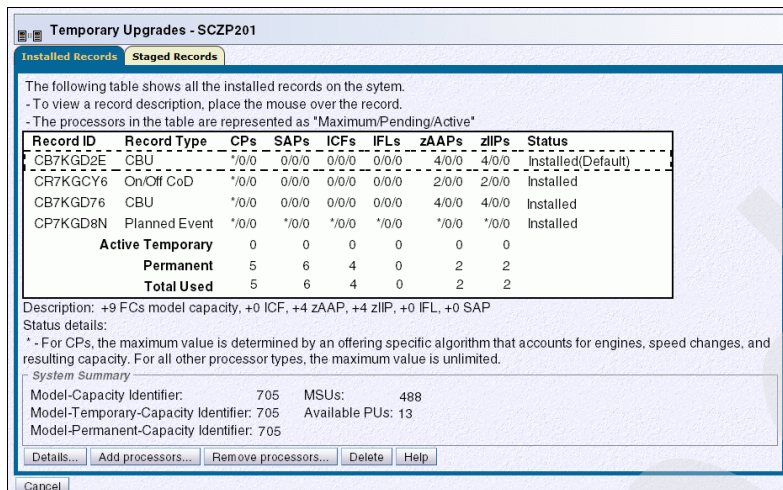 Temporary Upgrades - SCZP201
Installed Records Staged Records
The following table shows all the installed records on the sytem.
- To view a record description, place the mouse over the record.
- The processors in the table are represented as "Maximum/Pending/Active"
Record ID Record Type CPs SAPs ICFs IFLs zAAPs zIIPs Status
CB7KGD2E CBU */0/0 0/0/0 0/0/0 0/0/0 4/0/0 4/0/0 Installed(Default)
CR7KGCY6 On/Off CoD */0/0 0/0/0 0/0/0 0/0/0 2/0/0 2/0/0 Installed
CB7KGD76 CBU */0/0 0/0/0 0/0/0 0/0/0 4/0/0 4/0/0 Installed
CP7KGD8N Planned Event */0/0 */0/0 */0/0 */0/0 */0/0 */0/0 Installed
Active Temporary 0 0 0 0 0 0
Permanent 5 6 4 0 2 2
Total Used 5 6 4 0 2 2
Description: +9 FCs model capacity, +0 ICF, +4 zAAP, +4 zIIP, +0 IFL, +0 SAP
Status details:
* - For CPs, the maximum value is determined by an offering specific algorithm that accounts for engines, speed changes, and
resulting capacity. For all other processor types, the maximum value is unlimited.
System Summary
Model-Capacity Identifier: 705 MSUs: 488
Model-Temporary-Capacity Identifier: 705 Available PUs: 13
Model-Permanent-Capacity Identifier: 705
Details... Add processors... Remove processors... Delete Help
Cancel